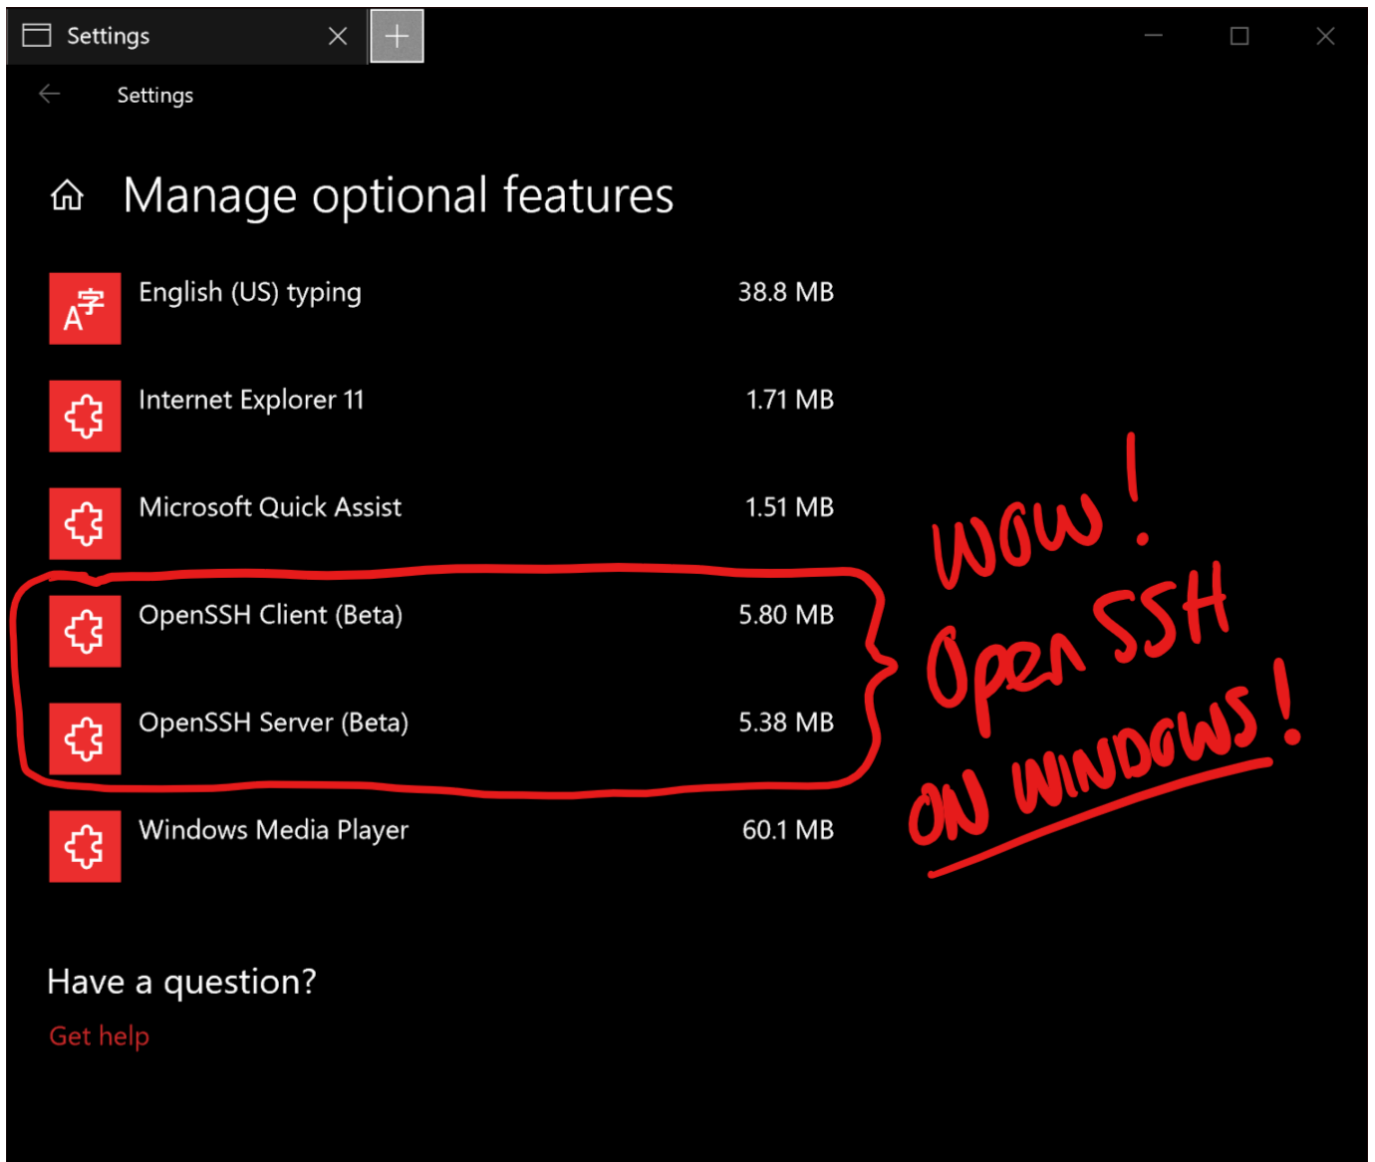 Settings
Settings
Manage optional features
A字
English (US) typing 38.8 MB
Internet Explorer 11 1.71 MB
Microsoft Quick Assist 1.51 MB
OpenSSH Client (Beta) 5.80 MB
OpenSSH Server (Beta) 5.38 MB
Windows Media Player 60.1 MB
WOW!
Open SSH
ON WINDOWS!
Have a question?
Get help